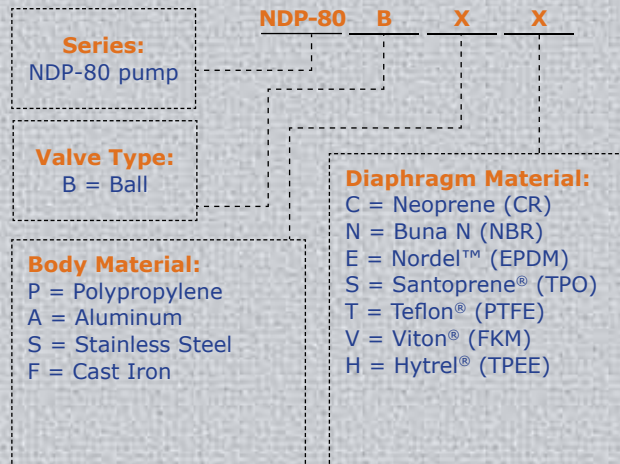 NDP-80 B X X
Series:
NDP-80 pump
Valve Type:
B = Ball
Body Material:
P = Polypropylene
A = Aluminum
S = Stainless Steel
F = Cast Iron
Diaphragm Material:
C = Neoprene (CR)
N = Buna N (NBR)
E = Nordel™ (EPDM)
S = Santoprene® (TPO)
T = Teflon® (PTFE)
V = Viton® (FKM)
H = Hytrel® (TPEE)